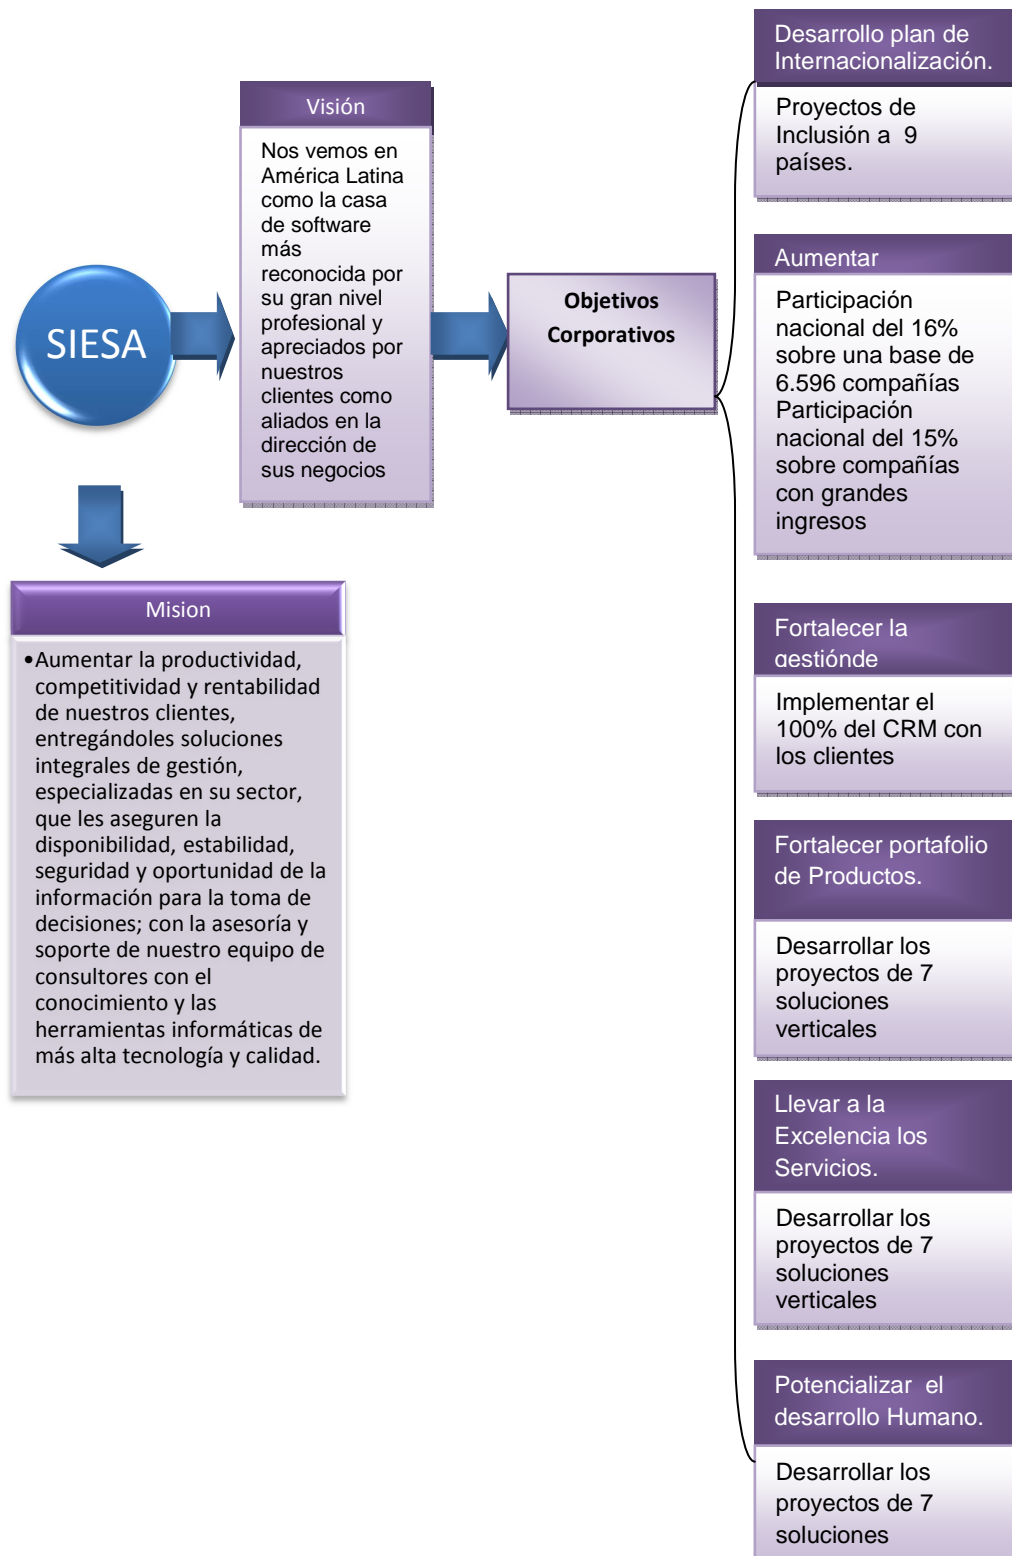 SIESA
Visión
Nos vemos en
América Latina
como la casa
de software
más
reconocida por
su gran nivel
profesional y
apreciados por
nuestros
clientes como
aliados en la
dirección de
sus negocios
Mision
•Aumentar la productividad,
competitividad y rentabilidad
de nuestros clientes,
entregándoles soluciones
integrales de gestión,
especializadas en su sector,
que les aseguren la
disponibilidad, estabilidad,
seguridad y oportunidad de la
información para la toma de
decisiones; con la asesoría y
soporte de nuestro equipo de
consultores con el
conocimiento y las
herramientas informáticas de
más alta tecnología y calidad.
Objetivos
Corporativos
Desarrollo plan de
Internacionalización.
Proyectos de
Inclusión a 9
países.
Aumentar
Participación
nacional del 16%
sobre una base de
6.596 compañías
Participación
nacional del 15%
sobre compañías
con grandes
ingresos
Fortalecer la
gestiónde
Implementar el
100% del CRM con
los clientes
Fortalecer portafolio
de Productos.
Desarrollar los
proyectos de 7
soluciones
verticales
Llevar a la
Excelencia los
Servicios.
Desarrollar los
proyectos de 7
soluciones
verticales
Potencializar el
desarrollo Humano.
Desarrollar los
proyectos de 7
soluciones